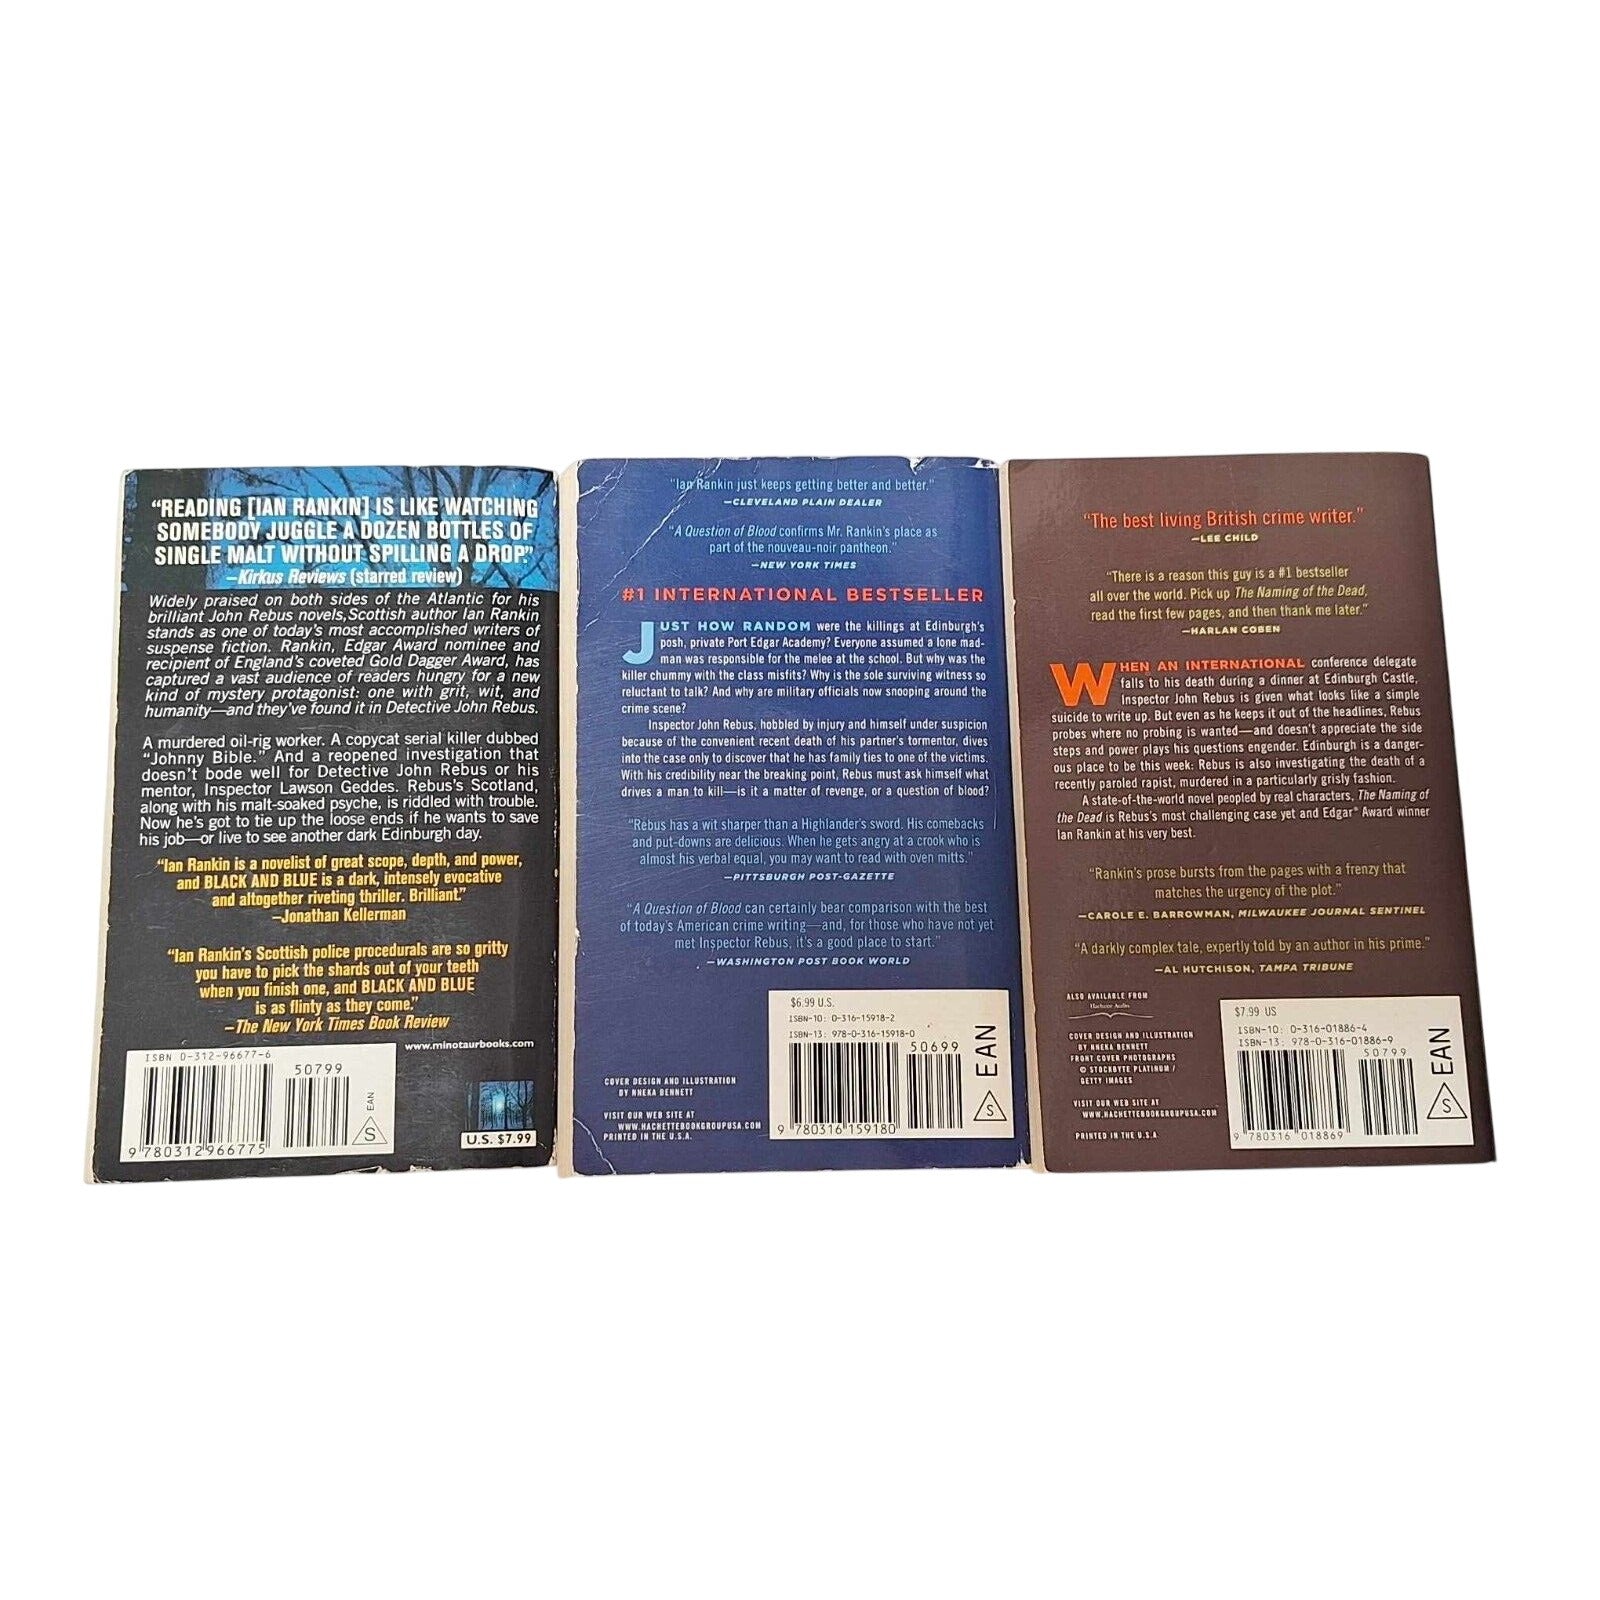 “READING [IAN RANKIN] IS LIKE WATCHING
SOMEBODY JUGGLE A DOZEN BOTTLES OF
SINGLE MALT WITHOUT SPILLING A DROP.”
—Kirkus Reviews (starred review)
Widely praised on both sides of the Atlantic for his
brilliant John Rebus novels, Scottish author Ian Rankin
stands as one of today’s most accomplished writers of
suspense fiction. Rankin, Edgar Award nominee and
recipient of England’s coveted Gold Dagger Award, has
captured a vast audience of readers hungry for a new
kind of mystery protagonist: one with grit, wit, and
humanity—and they’ve found it in Detective John Rebus.
A murdered oil-rig worker. A copycat serial killer dubbed
“Johnny Bible.” And a reopened investigation that
doesn’t bode well for Detective John Rebus or his
mentor, Inspector Lawson Geddes. Rebus’s Scotland,
along with his malt-soaked psyche, is riddled with trouble.
Now he’s got to tie up the loose ends if he wants to save
his job—or live to see another dark Edinburgh day.
“Ian Rankin is a novelist of great scope, depth, and power,
and BLACK AND BLUE is a dark, intensely evocative
and altogether riveting thriller. Brilliant.”
—Jonathan Kellerman
“Ian Rankin’s Scottish police procedurals are so gritty
you have to pick the shards out of your teeth
when you finish one, and BLACK AND BLUE
is as flinty as they come.”
—The New York Times Book Review
www.minotaurbooks.com
ISBN 0-312-96677-6
50799
EAN
S
9 780312 966775
U.S. $7.99
“Ian Rankin just keeps getting better and better.”
—CLEVELAND PLAIN DEALER
“A Question of Blood confirms Mr. Rankin’s place as
part of the nouveau-noir pantheon.”
—NEW YORK TIMES
#1 INTERNATIONAL BESTSELLER
JUST HOW RANDOM were the killings at Edinburgh’s
posh, private Port Edgar Academy? Everyone assumed a lone mad-
man was responsible for the melee at the school. But why was the
killer chummy with the class misfits? Why is the sole surviving witness so
reluctant to talk? And why are military officials now snooping around the
crime scene?
Inspector John Rebus, hobbled by injury and himself under suspicion
because of the convenient recent death of his partner’s tormentor, dives
into the case only to discover that he has family ties to one of the victims.
With his credibility near the breaking point, Rebus must ask himself what
drives a man to kill—is it a matter of revenge, or a question of blood?
“Rebus has a wit sharper than a Highlander’s sword. His comebacks
and put-downs are delicious. When he gets angry at a crook who is
almost his verbal equal, you may want to read with oven mitts.”
—PITTSBURGH POST-GAZETTE
“A Question of Blood can certainly bear comparison with the best
of today’s American crime writing—and, for those who have not yet
met Inspector Rebus, it’s a good place to start.”
—WASHINGTON POST BOOK WORLD
$6.99 U.S.
ISBN-10: 0-316-15918-2
ISBN-13: 978-0-316-15918-0
50699
EAN
S
9 780316 159180
COVER DESIGN AND ILLUSTRATION
BY NNEKA BENNETT
VISIT OUR WEB SITE AT
WWW.HACHETTEBOOKGROUPUSA.COM
PRINTED IN THE U.S.A.
“The best living British crime writer.”
—LEE CHILD
“There is a reason this guy is a #1 bestseller
all over the world. Pick up The Naming of the Dead,
read the first few pages, and then thank me later.”
—HARLAN COBEN
WHEN AN INTERNATIONAL conference delegate
falls to his death during a dinner at Edinburgh Castle,
Inspector John Rebus is given what looks like a simple
suicide to write up. But even as he keeps it out of the headlines, Rebus
probes where no probing is wanted—and doesn’t appreciate the side
steps and power plays his questions engender. Edinburgh is a danger-
ous place to be this week: Rebus is also investigating the death of a
recently paroled rapist, murdered in a particularly grisly fashion.
A state-of-the-world novel peopled by real characters, The Naming of
the Dead is Rebus’s most challenging case yet and Edgar® Award winner
Ian Rankin at his very best.
“Rankin’s prose bursts from the pages with a frenzy that
matches the urgency of the plot.”
—CAROLE E. BARROWMAN, MILWAUKEE JOURNAL SENTINEL
“A darkly complex tale, expertly told by an author in his prime.”
—AL HUTCHISON, TAMPA TRIBUNE
ALSO AVAILABLE FROM
Hachette Audio
COVER DESIGN AND ILLUSTRATION
BY NNEKA BENNETT
FRONT COVER PHOTOGRAPHS
© STOCKBYTE PLATINUM /
GETTY IMAGES
VISIT OUR WEB SITE AT
WWW.HACHETTEBOOKGROUPUSA.COM
PRINTED IN THE U.S.A.
$7.99 US
ISBN-10: 0-316-01886-4
ISBN-13: 978-0-316-01886-9
50799
EAN
S
9 780316 018869